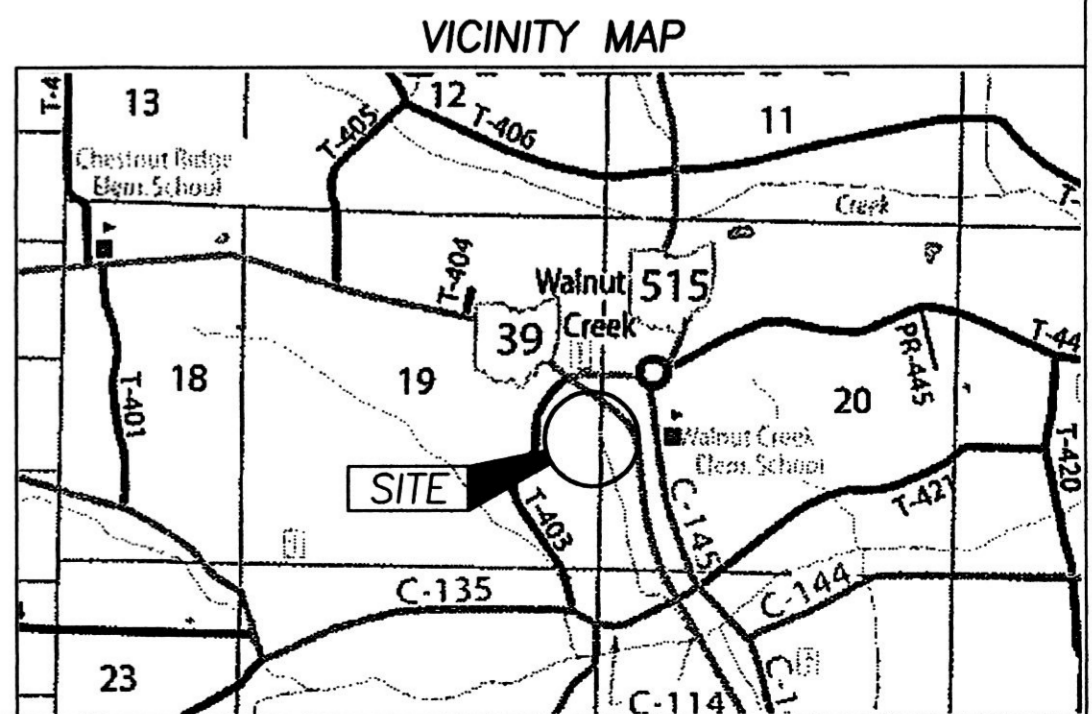 VICINITY MAP
T-4
13
12
T-405
T-406
11
Chestnut Ridge
Elem. School
T-
Creek
T-404
Walnut
Creek
515
39
18
19
20
T-44
PR-445
T-401
Walnut Creek
Elem. School
T-420
SITE
T-403
C-145
T-421
C-135
C-144
23
C-114
C-1